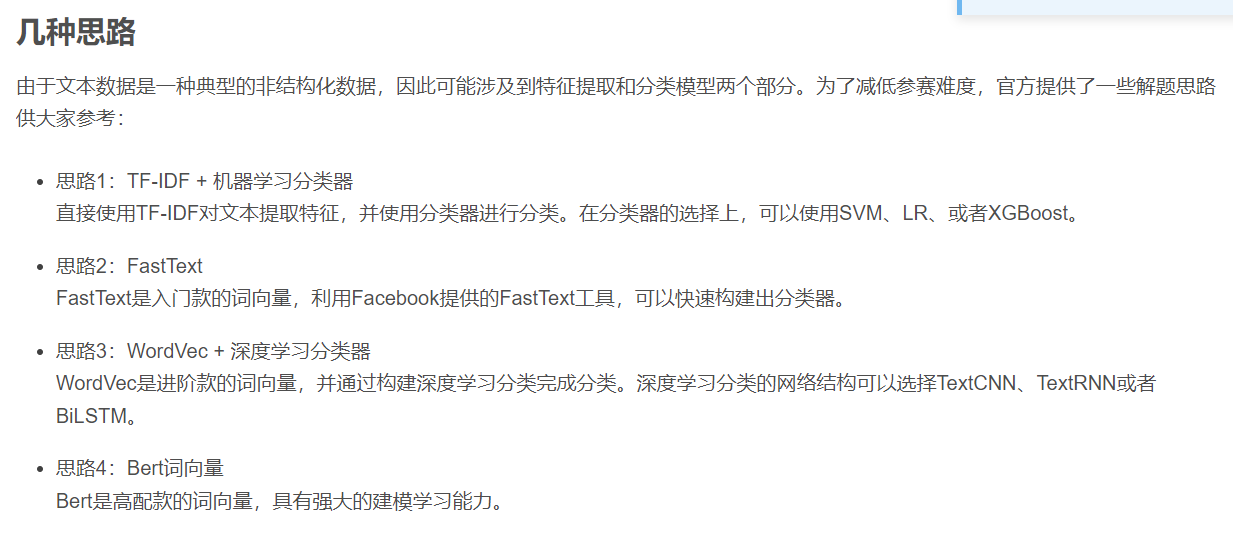 几种思路
由于文本数据是一种典型的非结构化数据，因此可能涉及到特征提取和分类模型两个部分。为了减低参赛难度，官方提供了一些解题思路
供大家参考：
思路1：TF-IDF + 机器学习分类器
直接使用TF-IDF对文本提取特征，并使用分类器进行分类。在分类器的选择上，可以使用SVM、LR、或者XGBoost。
思路2：FastText
FastText是入门款的词向量，利用Facebook提供的FastText工具，可以快速构建出分类器。
思路3：WordVec + 深度学习分类器
WordVec是进阶款的词向量，并通过构建深度学习分类完成分类。深度学习分类的网络结构可以选择TextCNN、TextRNN或者
BiLSTM。
思路4：Bert词向量
Bert是高配款的词向量，具有强大的建模学习能力。